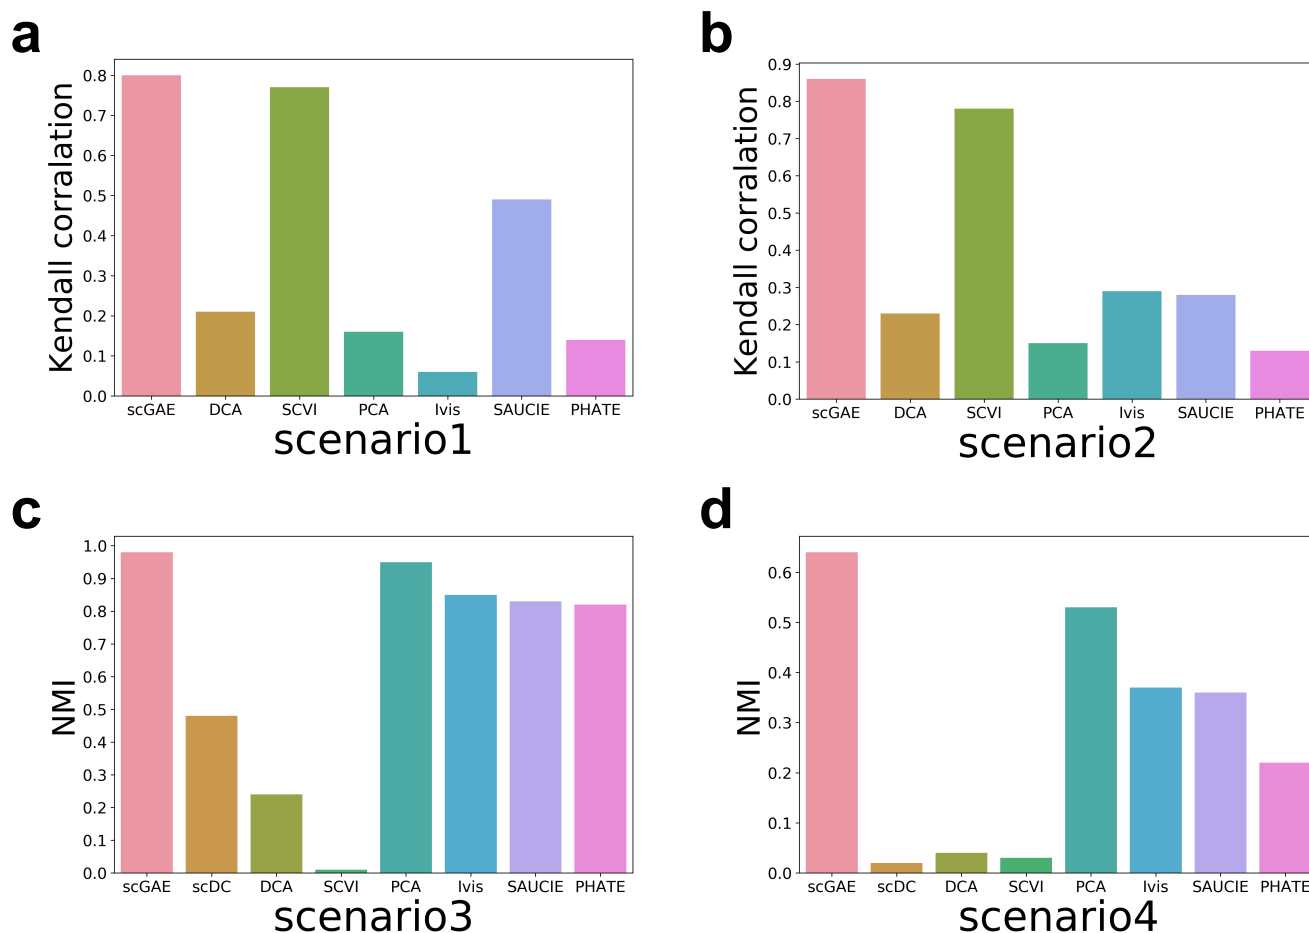 a
Kendall corralation
0.8
0.7
0.6
0.5
0.4
0.3
0.2
0.1
0.0
scGAE DCA SCVI PCA Ivis SAUCIE PHATE
scenario1
b
Kendall corralation
0.9
0.8
0.7
0.6
0.5
0.4
0.3
0.2
0.1
0.0
scGAE DCA SCVI PCA Ivis SAUCIE PHATE
scenario2
c
NMI
1.0
0.9
0.8
0.7
0.6
0.5
0.4
0.3
0.2
0.1
0.0
scGAE scDC DCA SCVI PCA Ivis SAUCIE PHATE
scenario3
d
NMI
0.6
0.5
0.4
0.3
0.2
0.1
0.0
scGAE scDC DCA SCVI PCA Ivis SAUCIE PHATE
scenario4